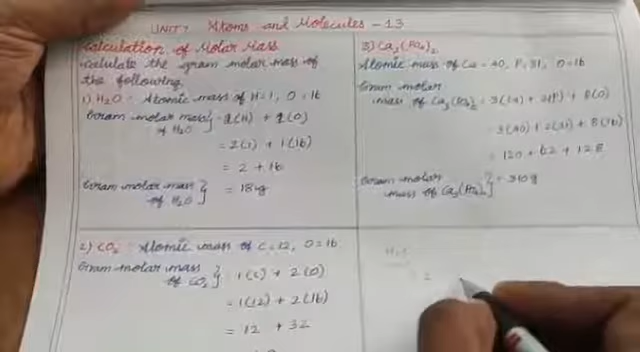 UNIT 7 Atoms and Molecules - 13
Calculation of Molar Mass
Calculate the gram molar mass of
the following.
1) H₂O : Atomic mass of H=1, O=16
Gram molar mass of H₂O } = 2(H) + 1(O)
= 2(1) + 1(16)
= 2 + 16
Gram molar mass of H₂O } = 18g
2) CO₂ : Atomic mass of C=12, O=16
Gram molar mass of CO₂ } = 1(C) + 2(O)
= 1(12) + 2(16)
= 12 + 32
3) Ca₃(PO₄)₂
Atomic mass of Ca=40, P=31, O=16
Gram molar
mass of Ca₃(PO₄)₂ = 3(Ca) + 2(P) + 8(O)
= 3(40) + 2(31) + 8(16)
= 120 + 62 + 128
Gram molar mass of Ca₃(PO₄)₂ } = 310g
=